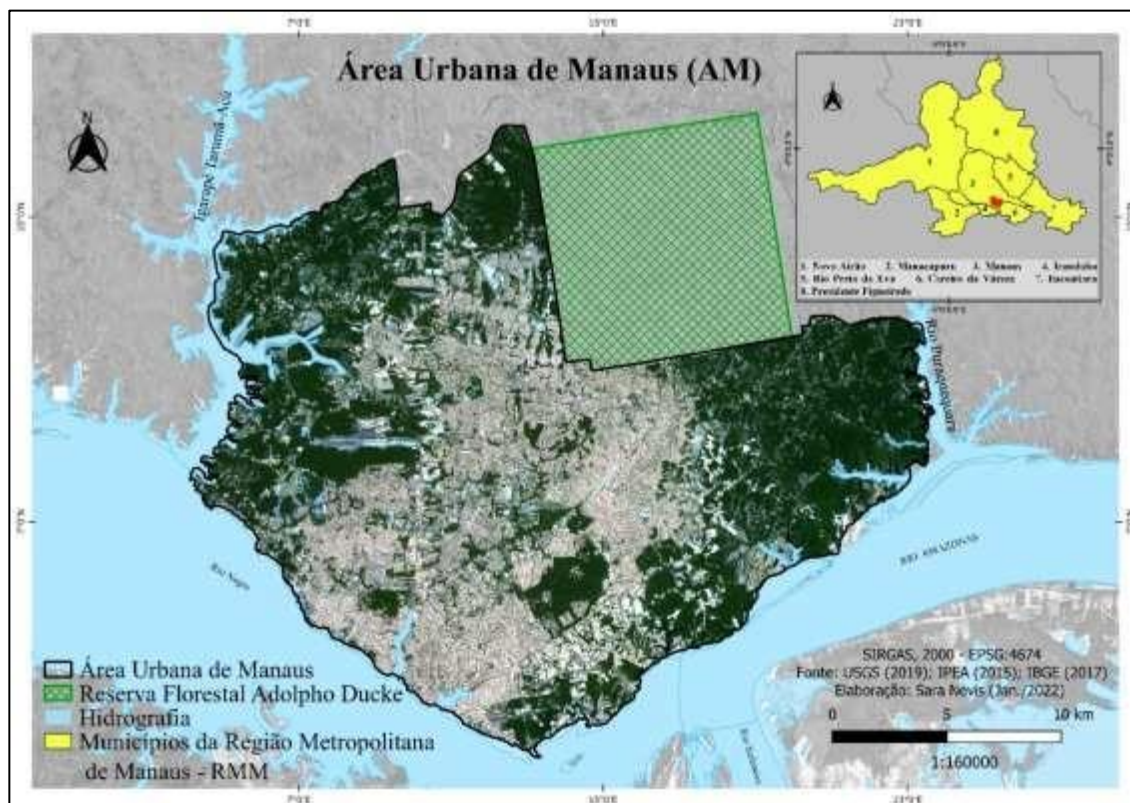 Área Urbana de Manaus (AM)
N
Igarapé Tarumã-Açu
1. Novo Airão 2. Manacapuru 3. Manaus 4. Iranduba
5. Rio Preto da Eva 6. Careiro da Várzea 7. Itacoatiara
8. Presidente Figueiredo
Rio Puraquequara
Rio Negro
RIO AMAZONAS
Área Urbana de Manaus
Reserva Florestal Adolpho Ducke
Hidrografia
Municípios da Região Metropolitana
de Manaus - RMM
SIRGAS, 2000 - EPSG:4674
Fonte: USGS (2019); IPEA (2015); IBGE (2017)
Elaboração: Sara Nevis (Jan./2022)
0 5 10 km
1:160000